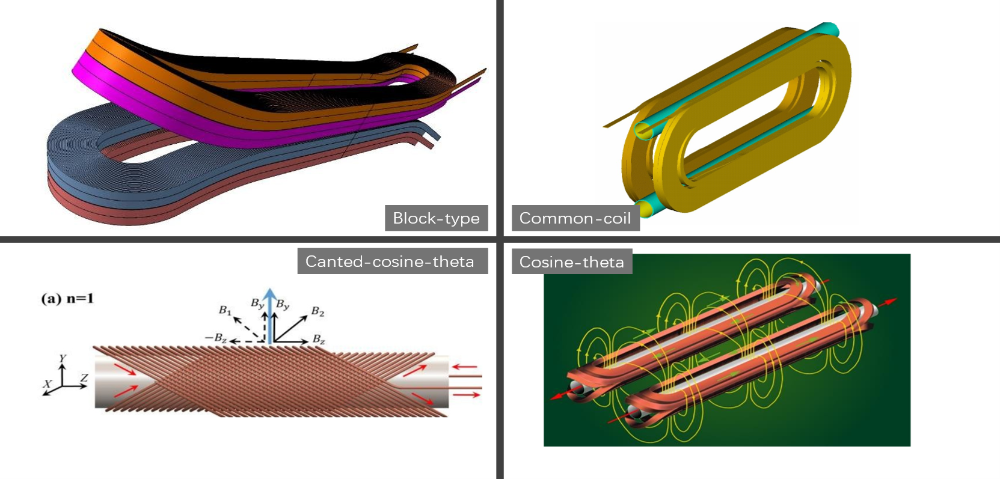 Block-type
Common-coil
Canted-cosine-theta
Cosine-theta
(a) n=1
B₁
By
By
B₂
−Bz
Bz
Y
X
Z